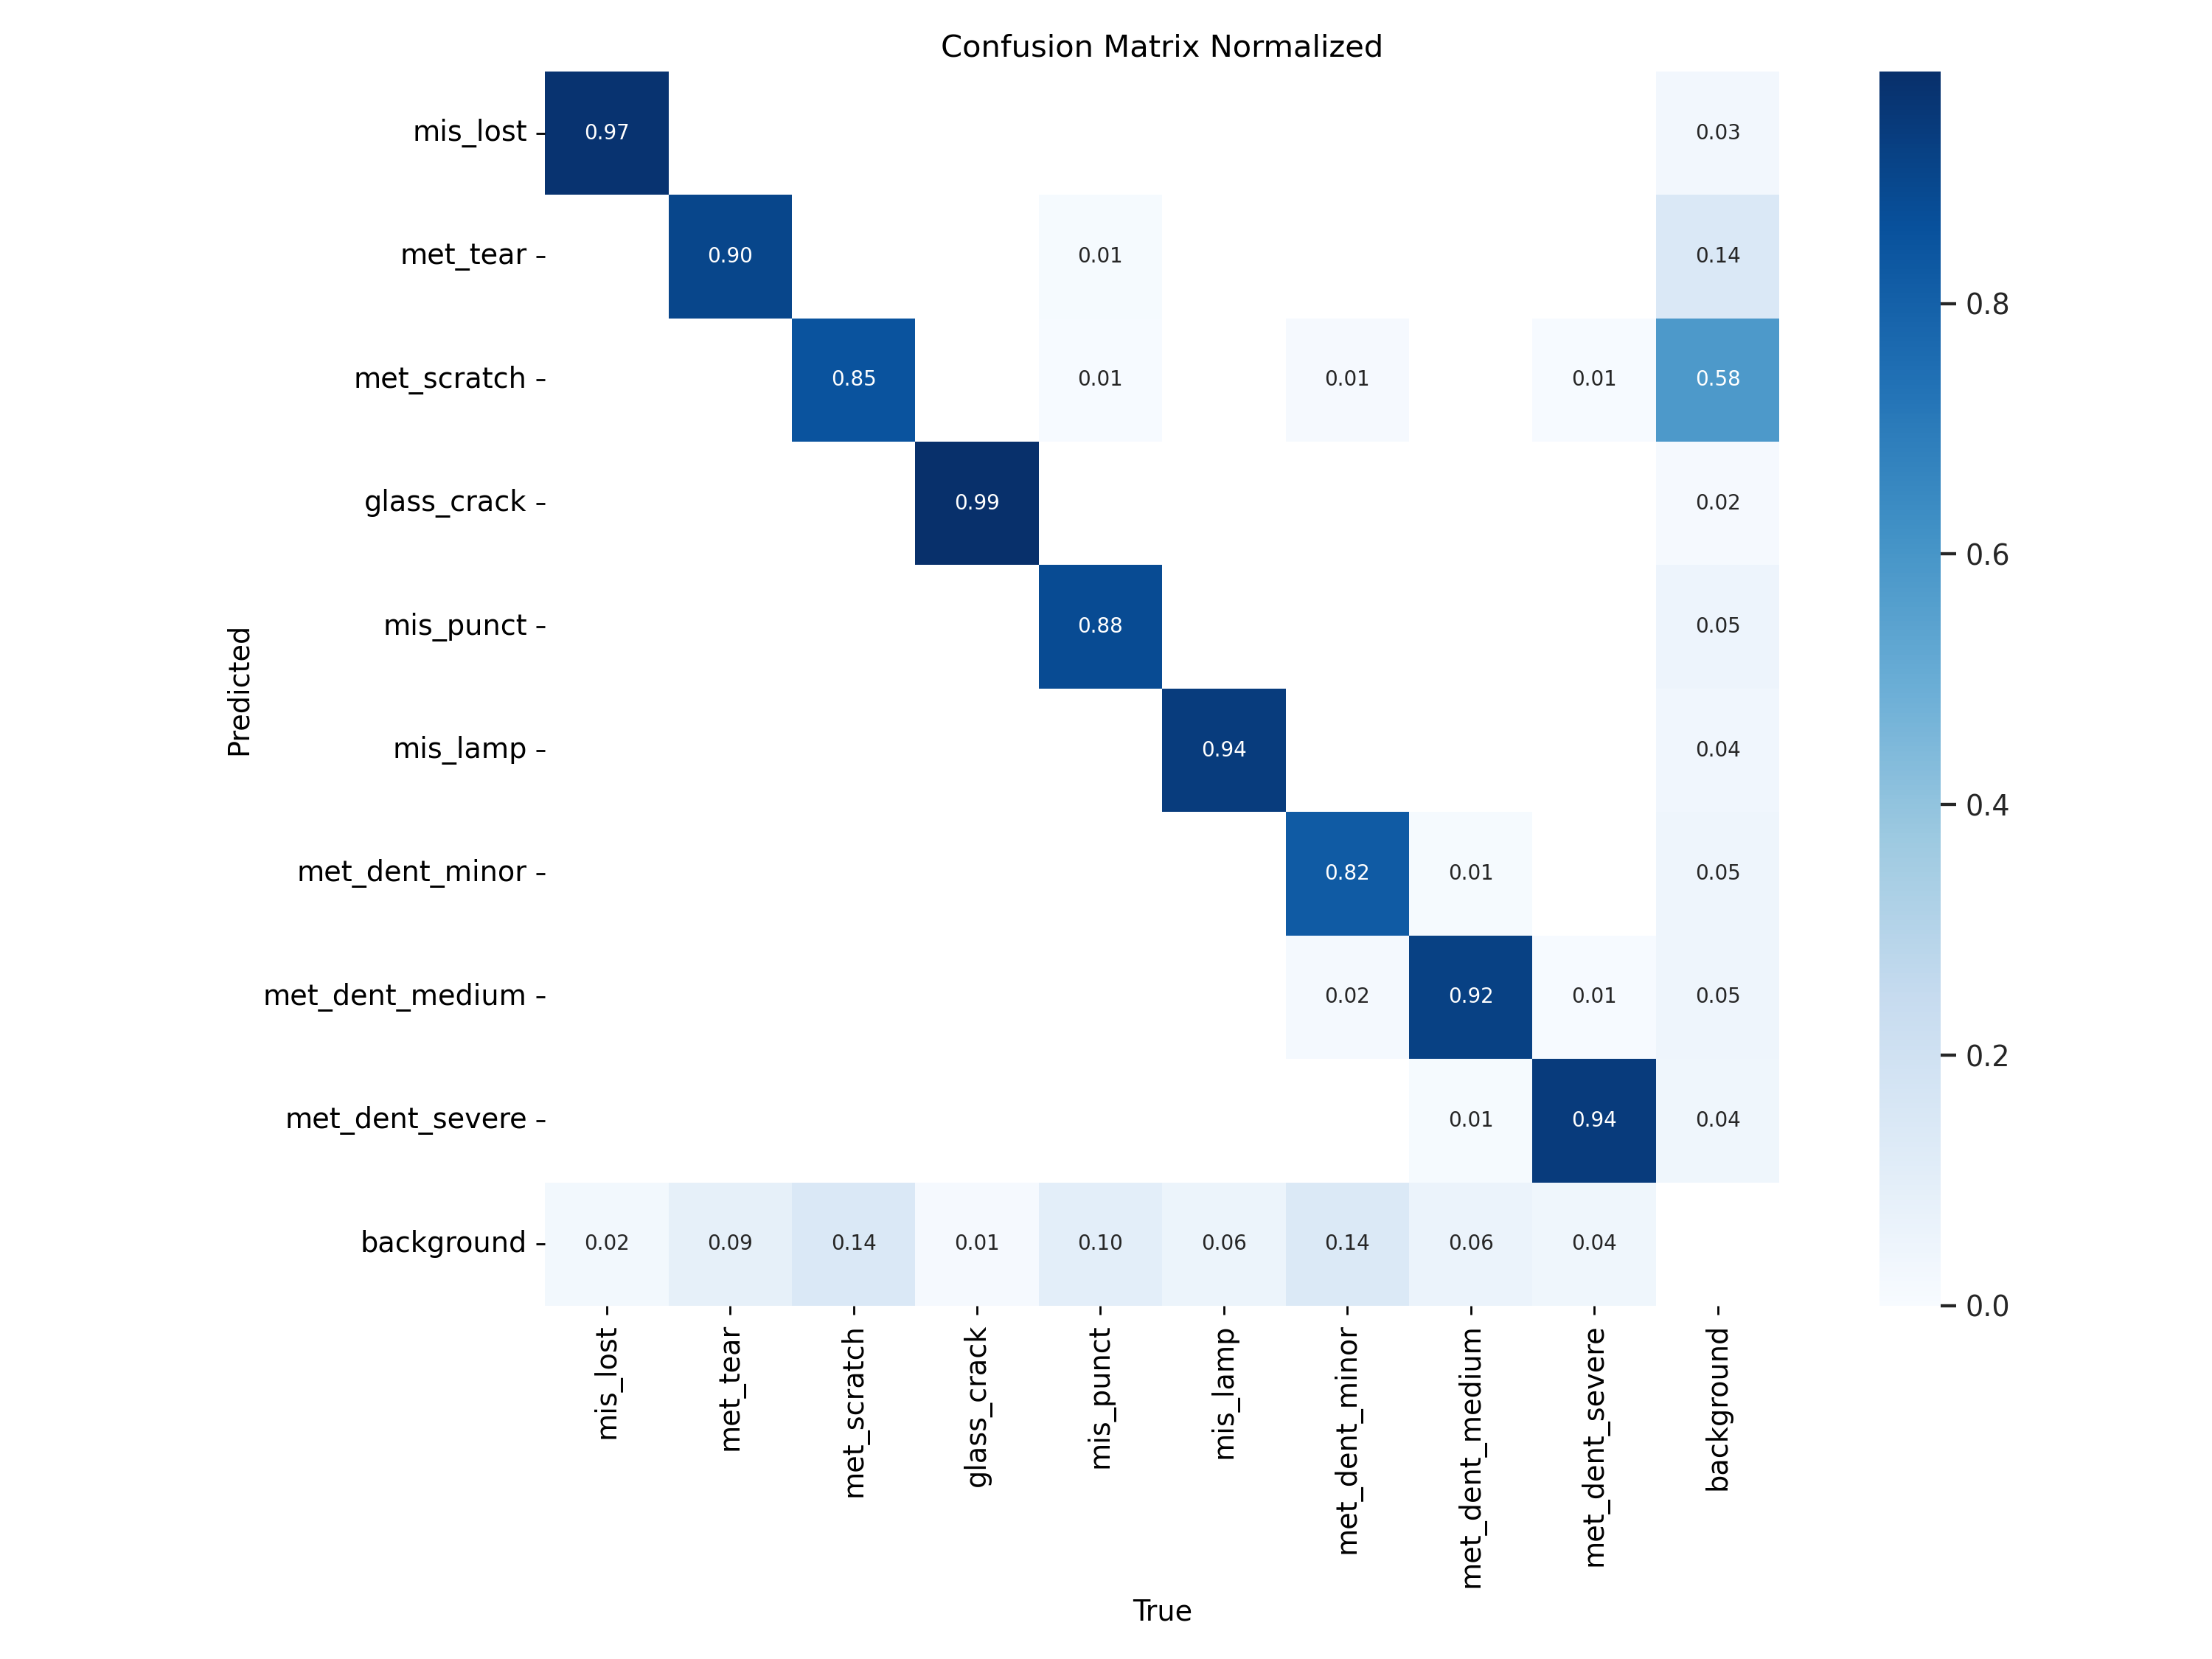 Confusion Matrix Normalized
mis_lost 0.97 0.03
met_tear 0.90 0.01 0.14
0.8
met_scratch 0.85 0.01 0.01 0.01 0.58
glass_crack 0.99 0.02
0.6
mis_punct 0.88 0.05
Predicted
mis_lamp 0.94 0.04
0.4
met_dent_minor 0.82 0.01 0.05
met_dent_medium 0.02 0.92 0.01 0.05
0.2
met_dent_severe 0.01 0.94 0.04
background 0.02 0.09 0.14 0.01 0.10 0.06 0.14 0.06 0.04
0.0
mis_lost
met_tear
met_scratch
glass_crack
mis_punct
mis_lamp
met_dent_minor
met_dent_medium
met_dent_severe
background
True